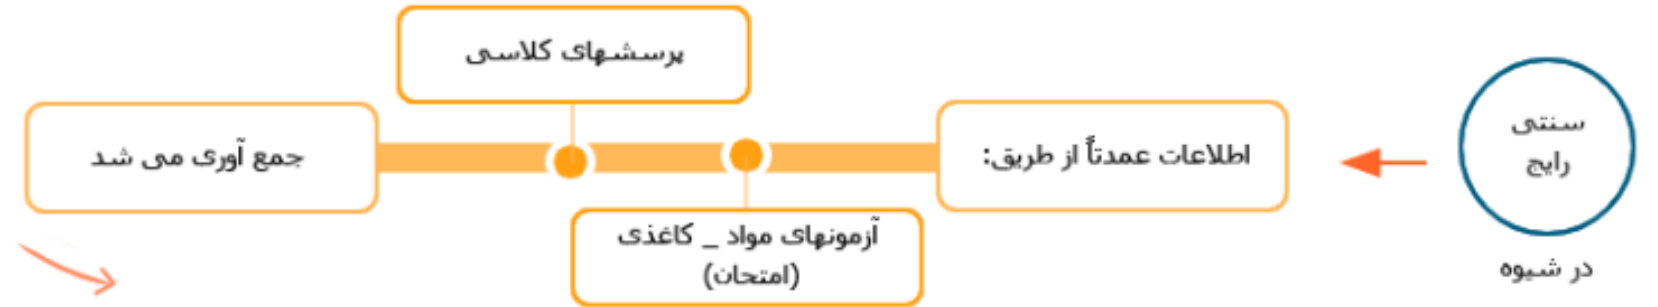 سنتی
رایج
در شیوه
اطلاعات عمدتاً از طریق:
آزمونهای مواد _ کاغذی
(امتحان)
پرسشهای کلاسی
جمع آوری می شد